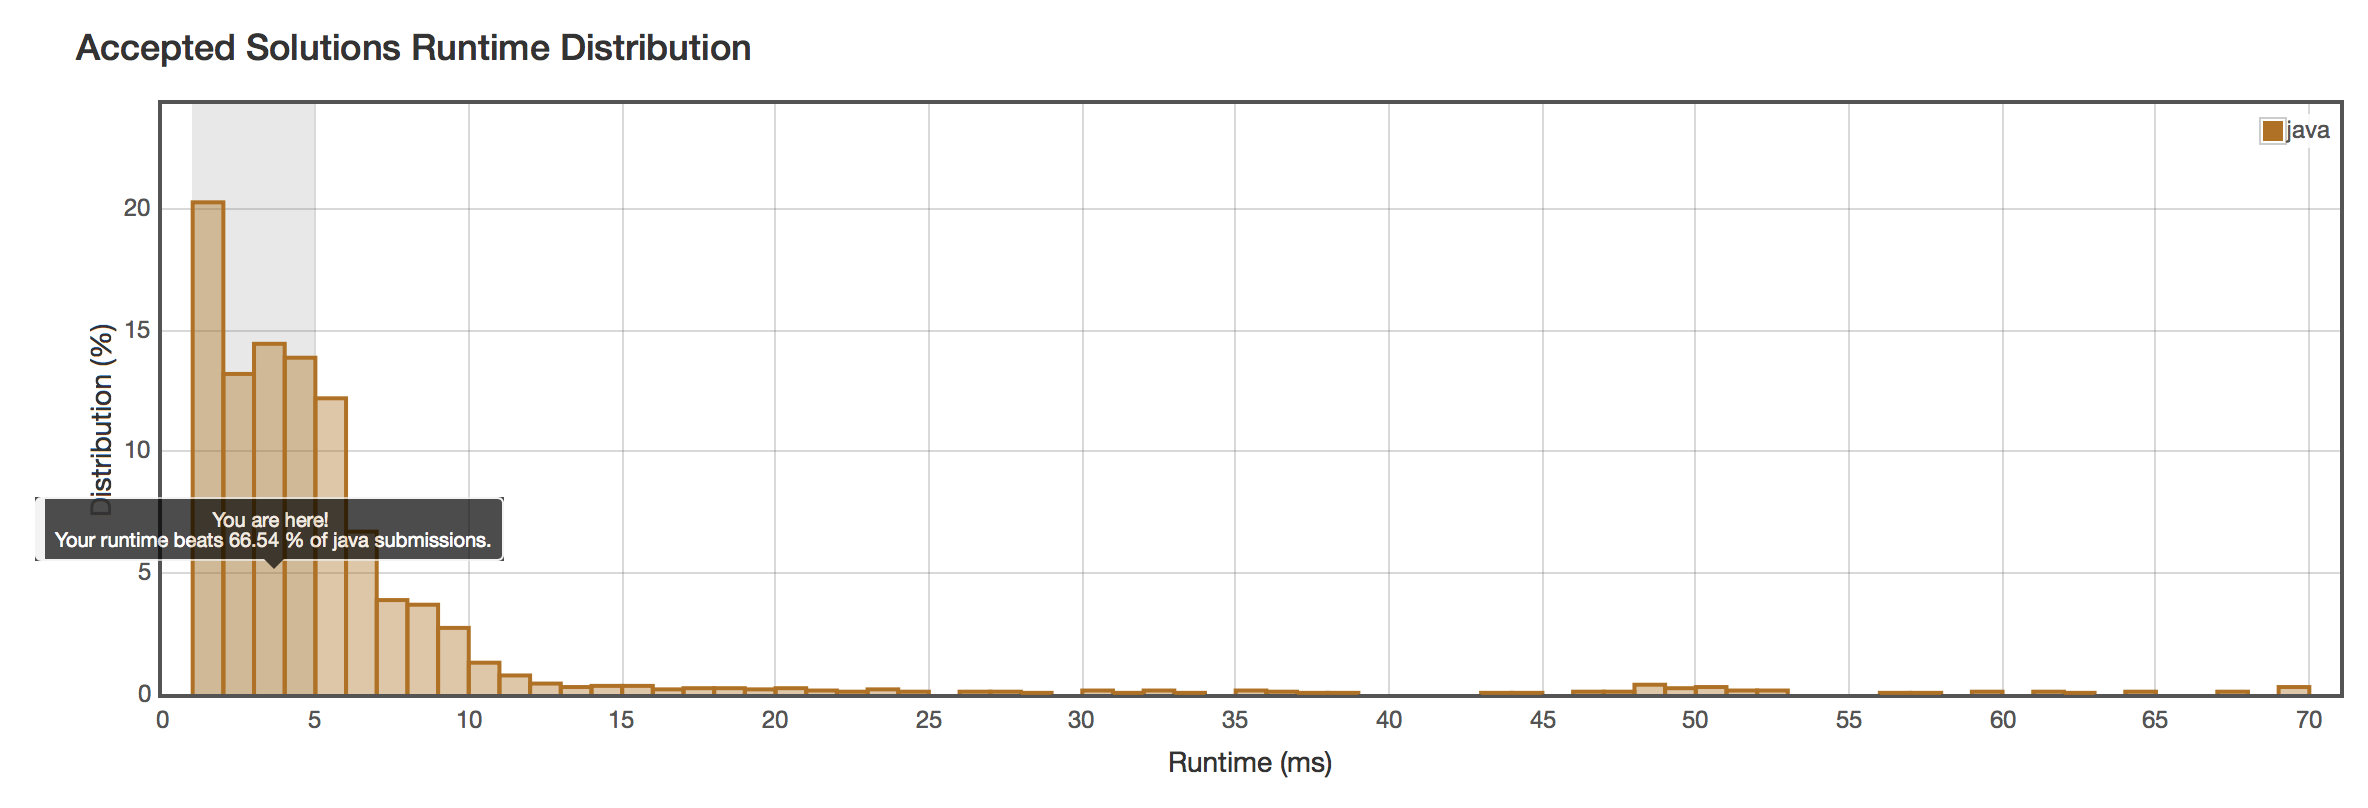 Accepted Solutions Runtime Distribution
java
20
15
10
5
0
Distribution (%)
You are here!
Your runtime beats 66.54 % of java submissions.
0 5 10 15 20 25 30 35 40 45 50 55 60 65 70
Runtime (ms)